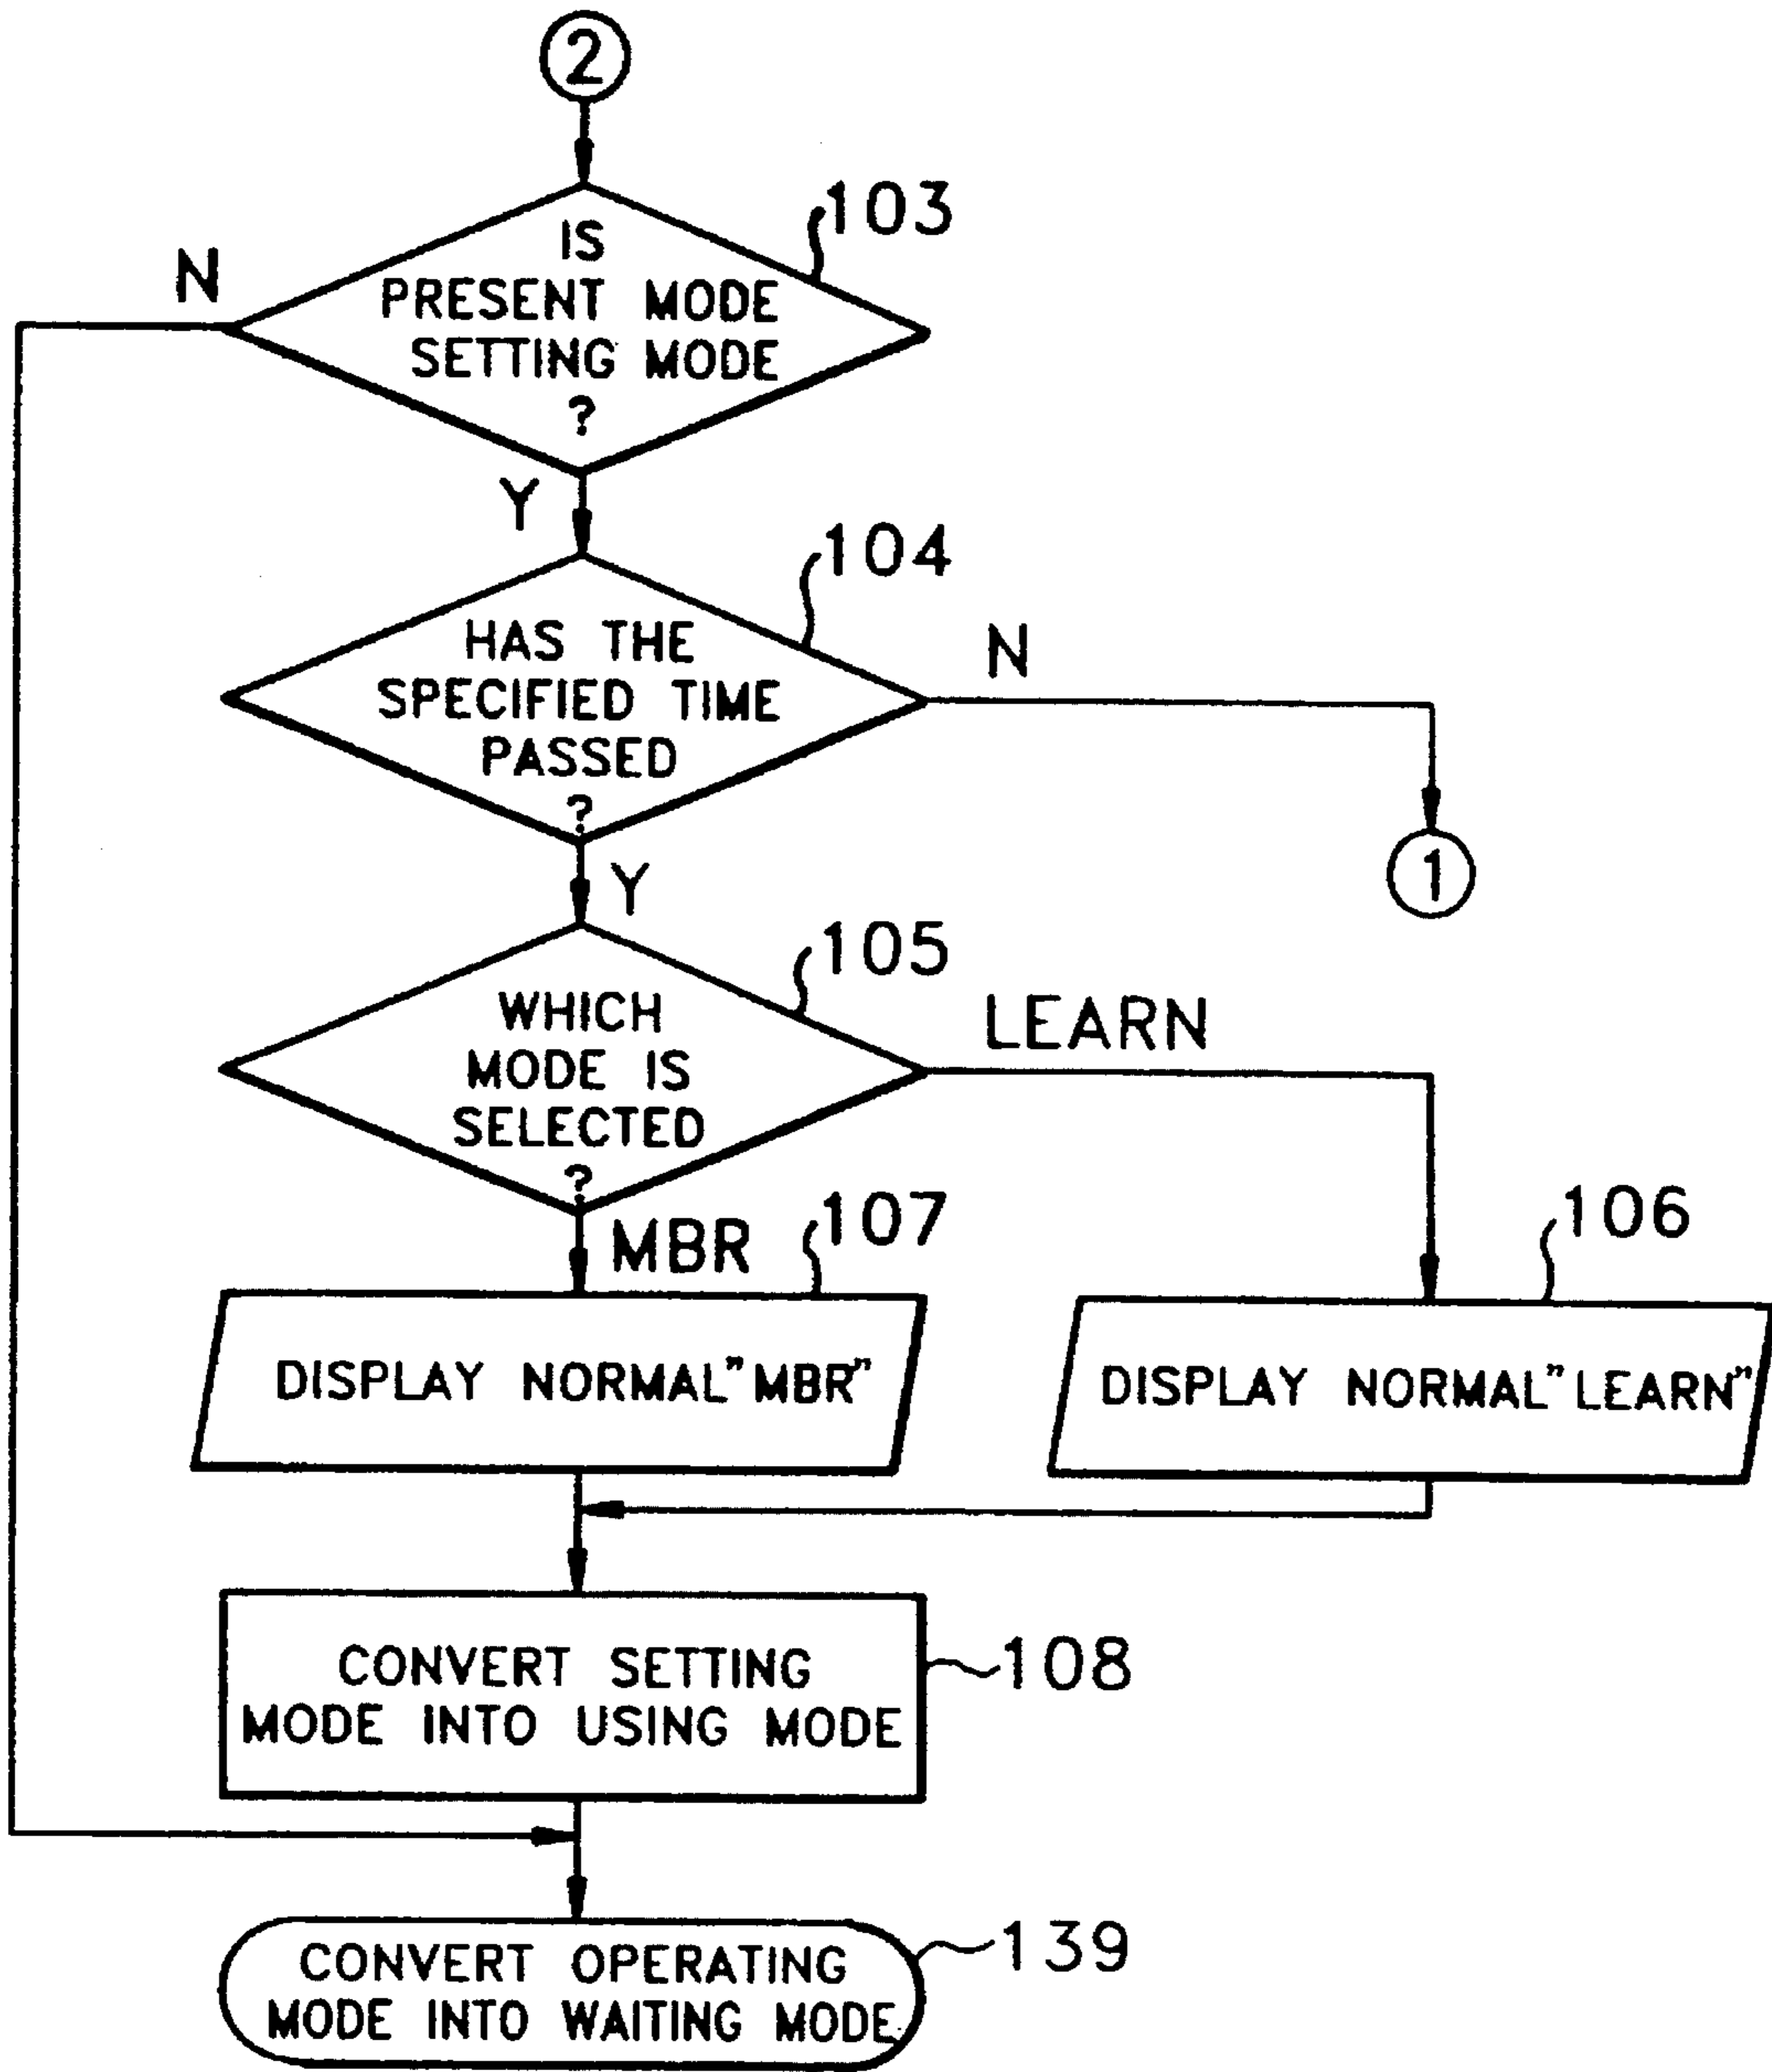 2
103
N
IS
PRESENT MODE
SETTING MODE
?
Y
104
HAS THE
SPECIFIED TIME
PASSED
?
N
1
Y
105
WHICH
MODE IS
SELECTED
?
LEARN
MBR
107
106
DISPLAY NORMAL"MBR"
DISPLAY NORMAL"LEARN"
CONVERT SETTING
MODE INTO USING MODE
108
CONVERT OPERATING
MODE INTO WAITING MODE
139